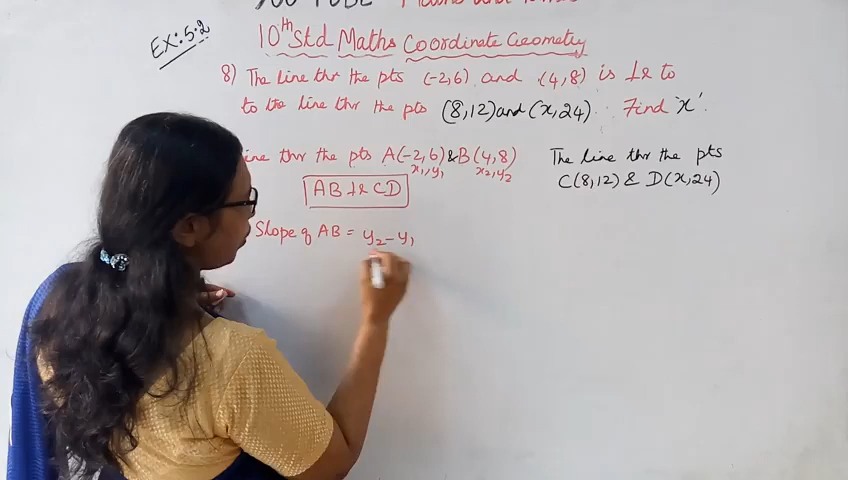 YOU TUBE
EX: 5.2
10th Std Maths Coordinate Geometry
8) The line thr the pts (-2,6) and (4,8) is ⊥r to
to the line thr the pts (8,12) and (x,24). Find 'x'.
ine thr the pts A(-2,6) & B(4,8)
x₁,y₁ x₂,y₂
The line thr the pts
C(8,12) & D(x,24)
AB ⊥r CD
Slope of AB = y₂-y₁